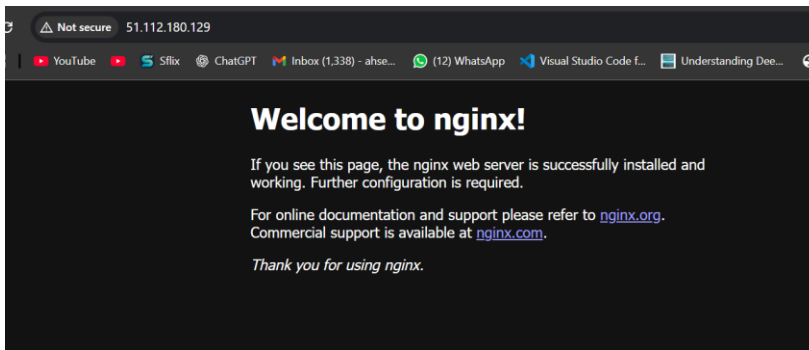 Not secure 51.112.180.129
YouTube Sflix ChatGPT Inbox (1,338) - ahse... (12) WhatsApp Visual Studio Code f... Understanding Dee...
Welcome to nginx!
If you see this page, the nginx web server is successfully installed and
working. Further configuration is required.
For online documentation and support please refer to nginx.org.
Commercial support is available at nginx.com.
Thank you for using nginx.